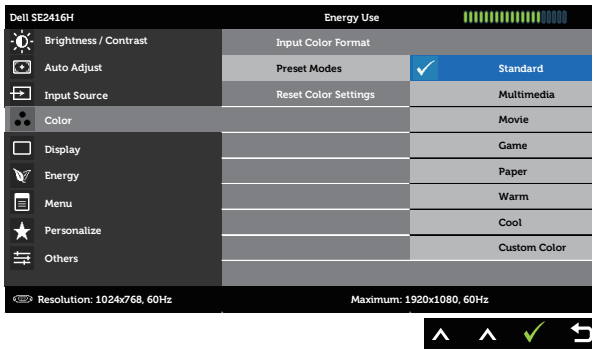 Dell SE2416H Energy Use
Brightness / Contrast Input Color Format
Auto Adjust Preset Modes Standard
Input Source Reset Color Settings Multimedia
Color Movie
Display Game
Energy Paper
Menu Warm
Personalize Cool
Others Custom Color
Resolution: 1024x768, 60Hz Maximum: 1920x1080, 60Hz